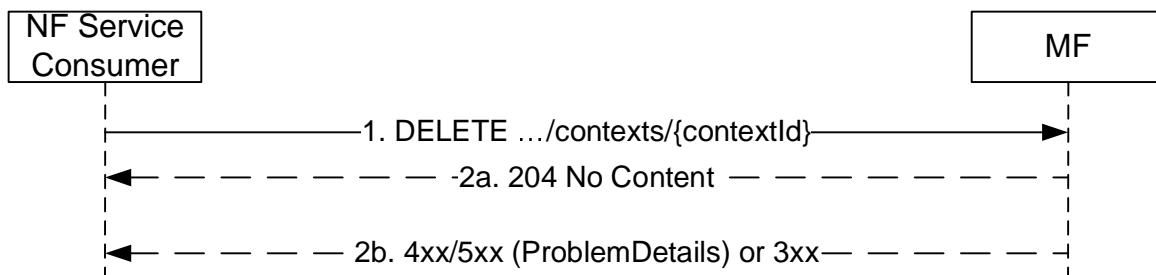 NF Service
Consumer
MF
1. DELETE …/contexts/{contextId}
2a. 204 No Content
2b. 4xx/5xx (ProblemDetails) or 3xx